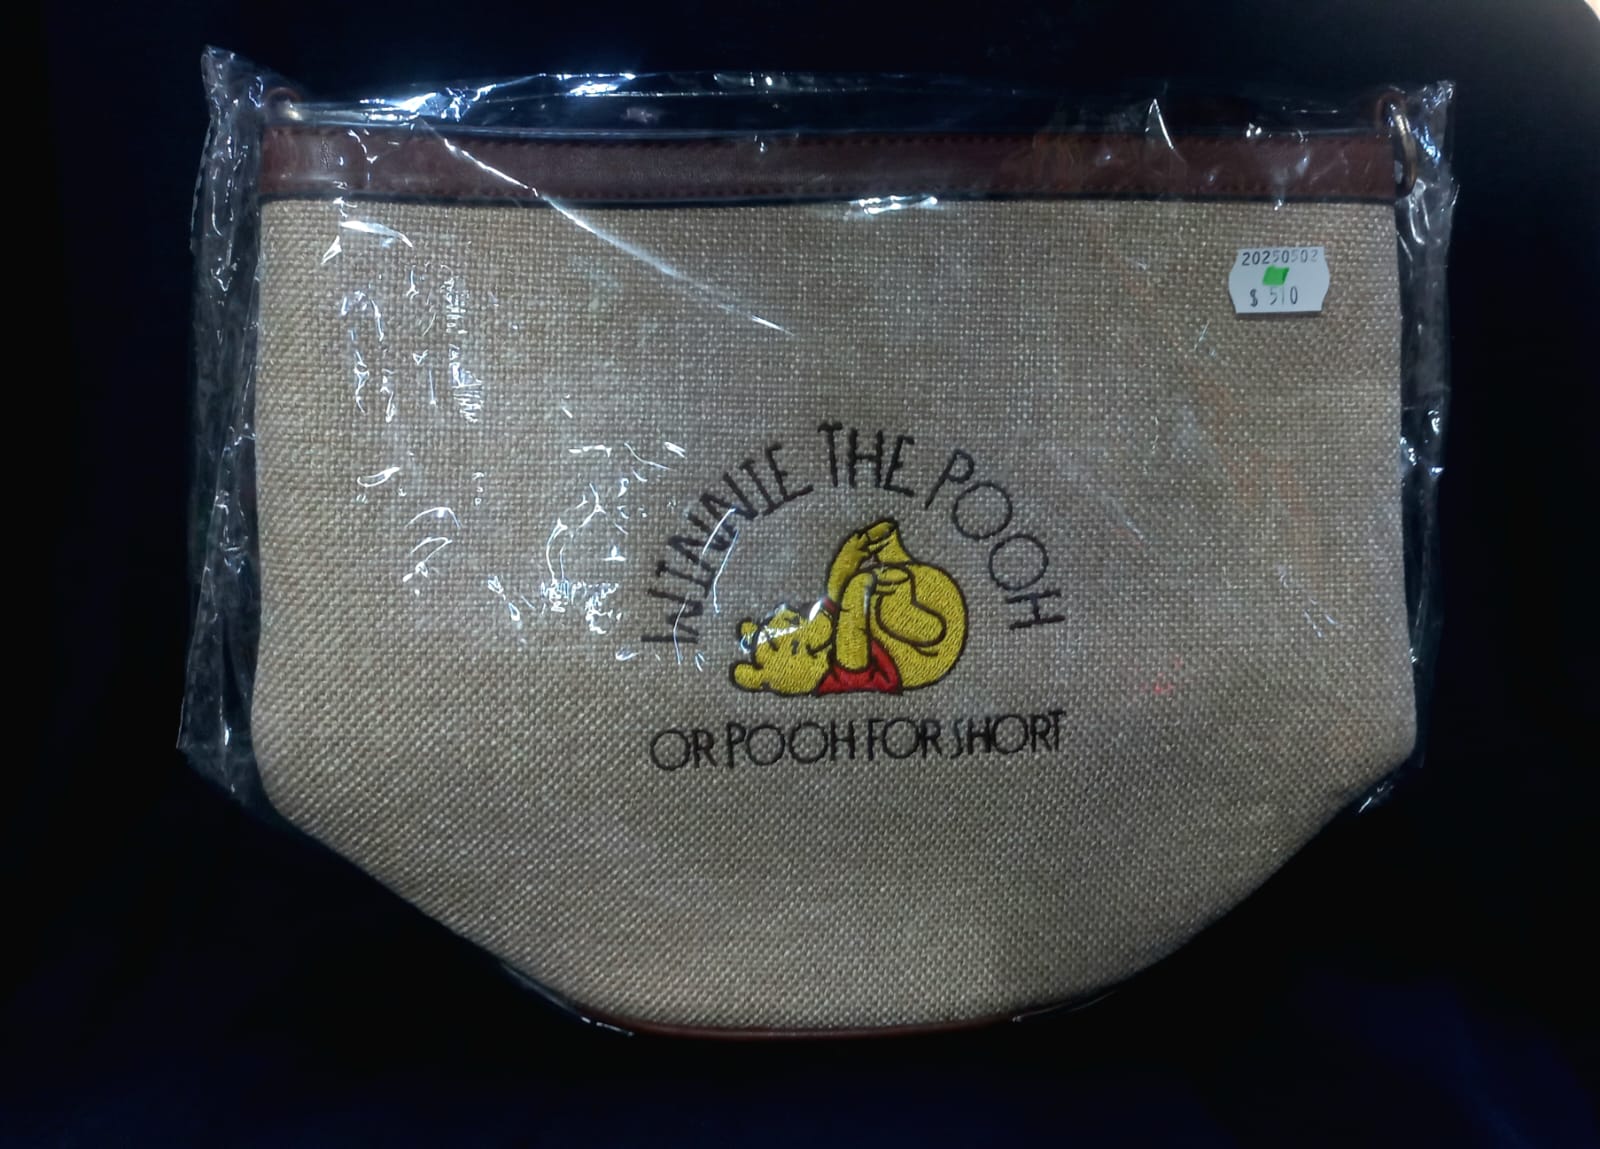 20250502
$ 510
WINNIE THE POOH
OR POOH FOR SHORT